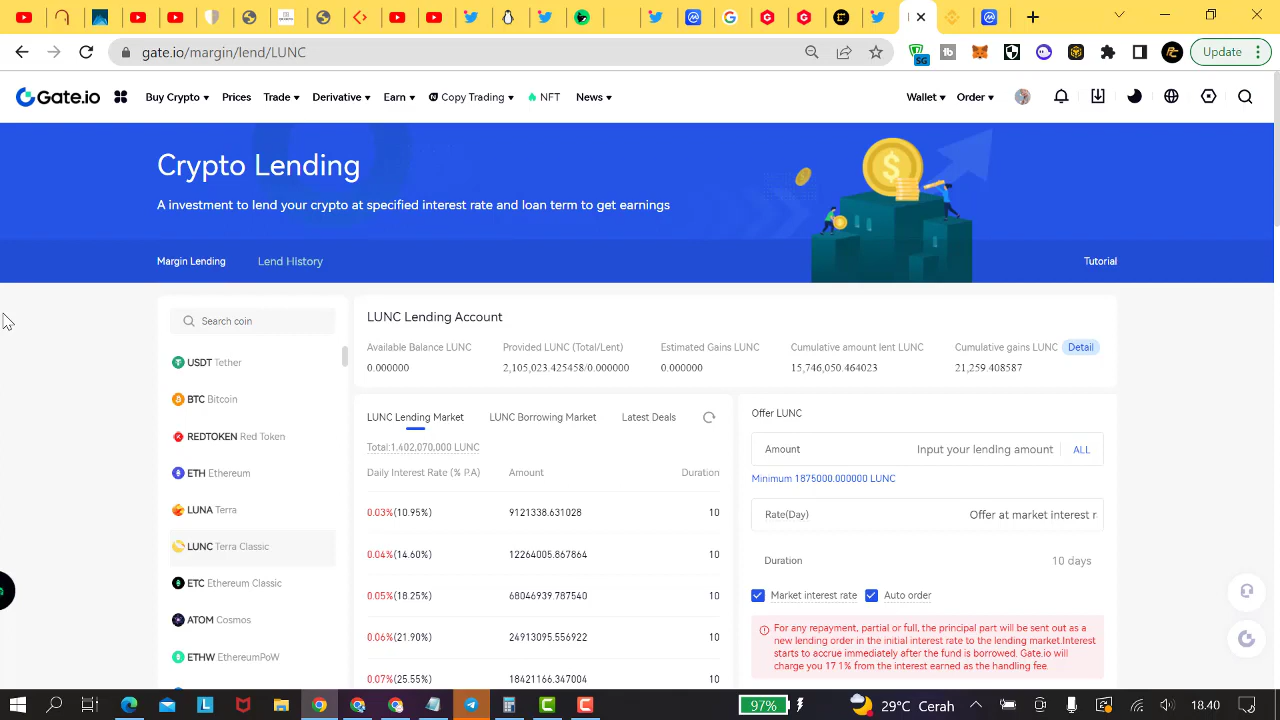 gate.io/margin/lend/LUNC
SG
Update
Gate.io
Buy Crypto
Prices
Trade
Derivative
Earn
Copy Trading
NFT
News
Wallet
Order
Crypto Lending
A investment to lend your crypto at specified interest rate and loan term to get earnings
Margin Lending
Lend History
Tutorial
Search coin
USDT Tether
BTC Bitcoin
REDTOKEN Red Token
ETH Ethereum
LUNA Terra
LUNC Terra Classic
ETC Ethereum Classic
ATOM Cosmos
ETHW EthereumPoW
LUNC Lending Account
Available Balance LUNC
Provided LUNC (Total/Lent)
Estimated Gains LUNC
Cumulative amount lent LUNC
Cumulative gains LUNC
Detail
0.000000
2,105,023.425458/0.000000
0.000000
15,746,050.464023
21,259.408587
LUNC Lending Market
LUNC Borrowing Market
Latest Deals
Total:1,402,070,000 LUNC
Daily Interest Rate (% P.A)
Amount
Duration
0.03%(10.95%) 9121338.631028 10
0.04%(14.60%) 12264005.867864 10
0.05%(18.25%) 68046939.787540 10
0.06%(21.90%) 24913095.556922 10
0.07%(25.55%) 18421166.347004 10
Offer LUNC
Amount
Input your lending amount
ALL
Minimum 1875000.000000 LUNC
Rate(Day)
Offer at market interest r
Duration
10 days
Market interest rate
Auto order
For any repayment, partial or full, the principal part will be sent out as a
new lending order in the initial interest rate to the lending market.Interest
starts to accrue immediately after the fund is borrowed. Gate.io will
charge you 17.1% from the interest earned as the handling fee.
97%
29°C Cerah
18.40